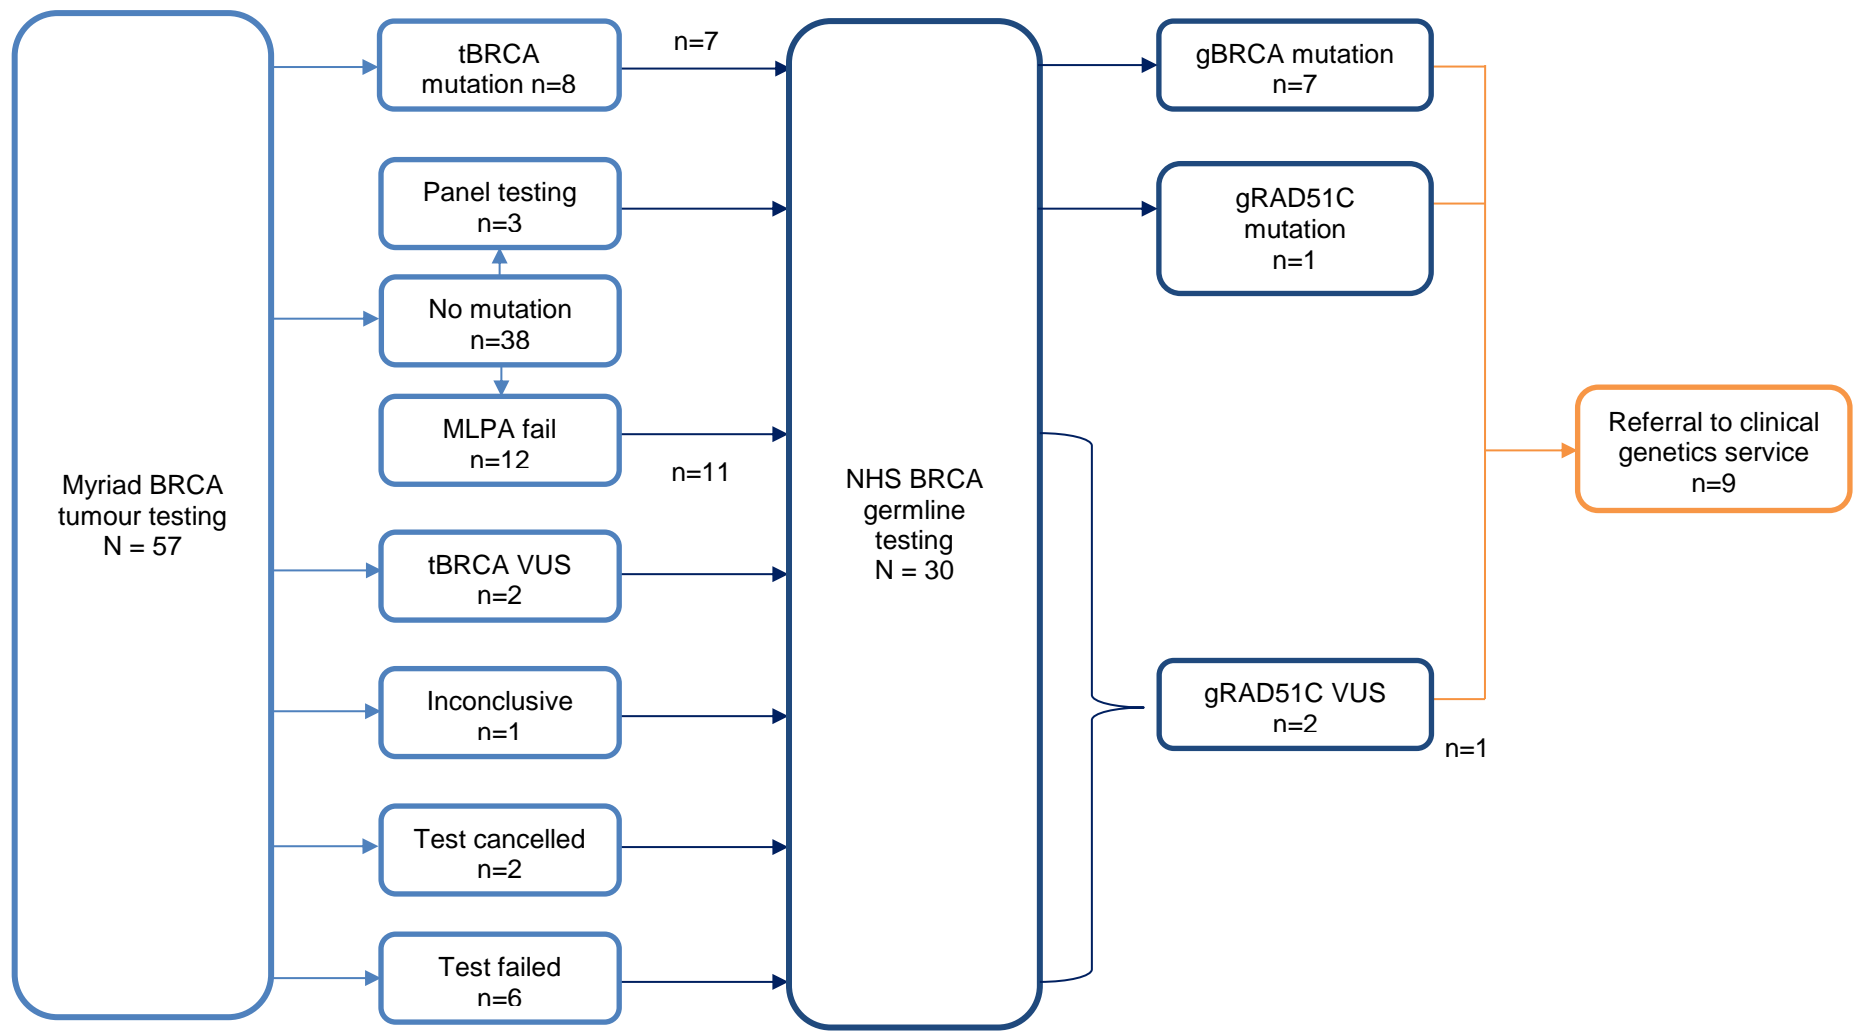 Myriad BRCA
tumour testing
N = 57
tBRCA
mutation n=8
n=7
Panel testing
n=3
No mutation
n=38
MLPA fail
n=12
n=11
tBRCA VUS
n=2
Inconclusive
n=1
Test cancelled
n=2
Test failed
n=6
NHS BRCA
germline
testing
N = 30
gBRCA mutation
n=7
gRAD51C
mutation
n=1
gRAD51C VUS
n=2
n=1
Referral to clinical
genetics service
n=9